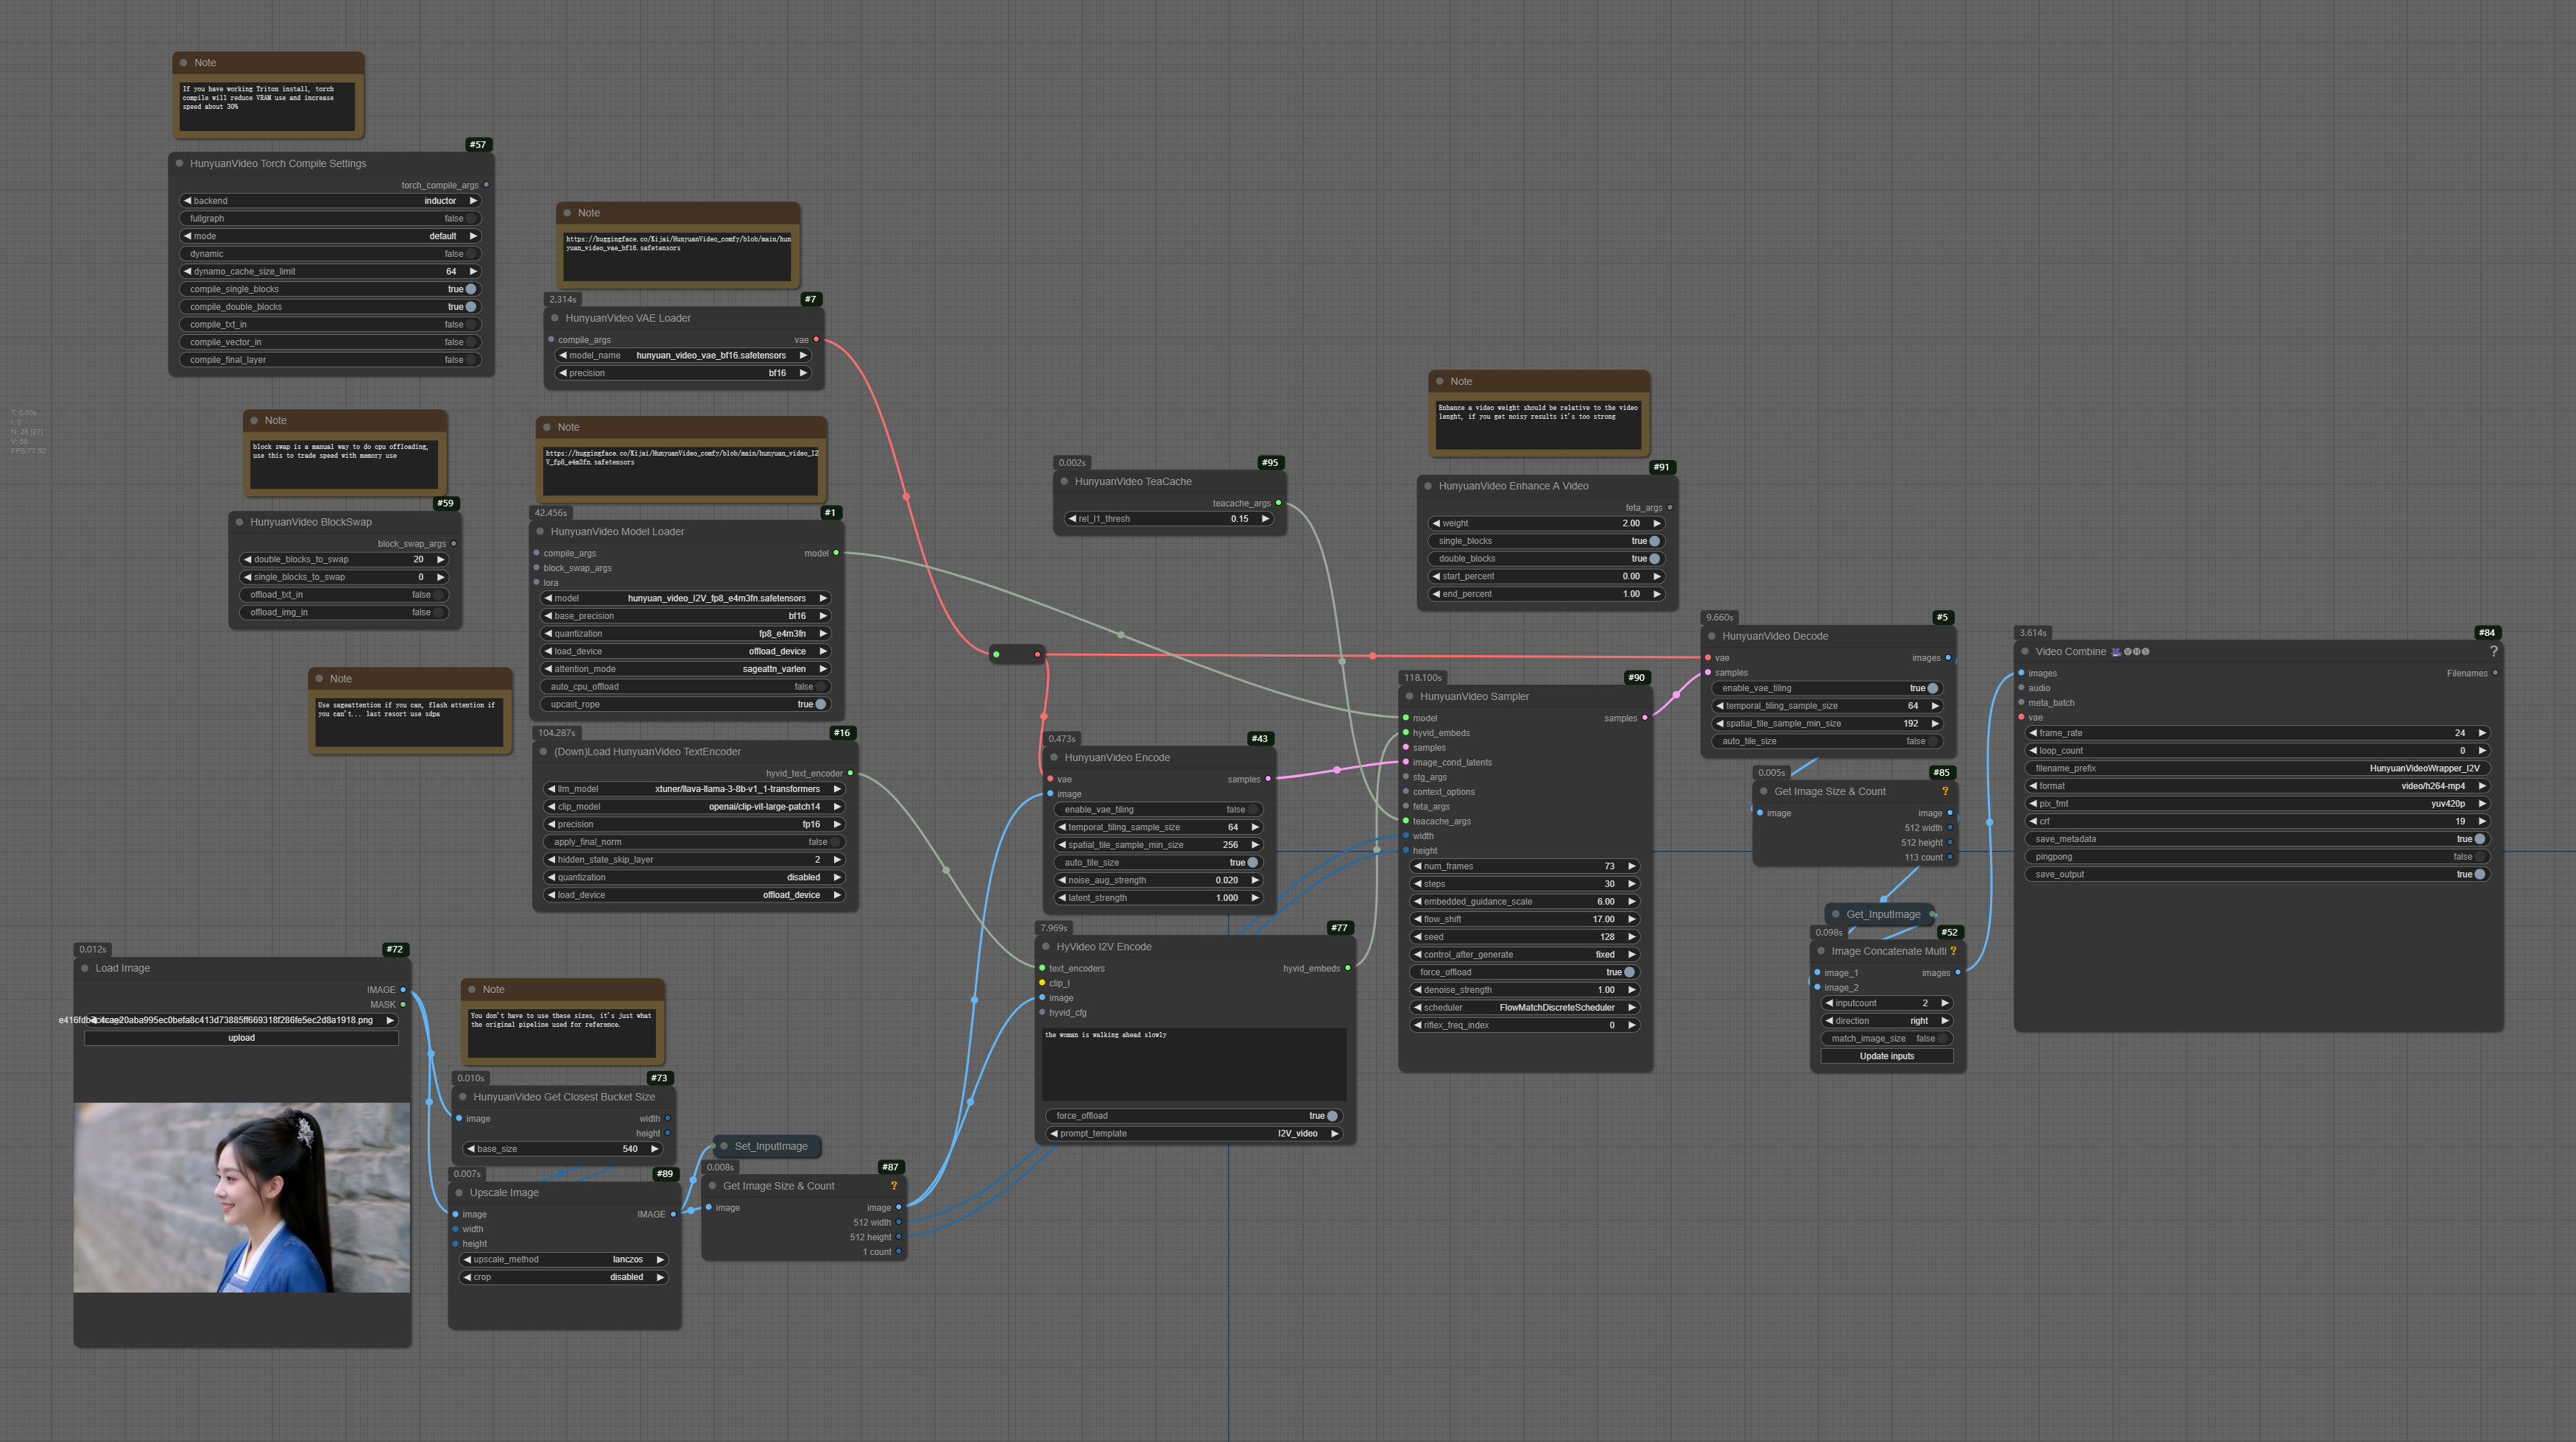 Note
If you have working Triton install, torch
compile will reduce VRAM use and increase
speed about 30%
#57
HunyuanVideo Torch Compile Settings
torch_compile_args
backend inductor
fullgraph false
mode default
dynamic false
dynamo_cache_size_limit 64
compile_single_blocks true
compile_double_blocks true
compile_txt_in false
compile_vector_in false
compile_final_layer false
Note
https://huggingface.co/Kijai/HunyuanVideo_comfy/blob/main/hun
yuan_video_vae_bf16.safetensors
2.314s #7
HunyuanVideo VAE Loader
compile_args vae
model_name hunyuan_video_vae_bf16.safetensors
precision bf16
T: 0.00s
I: 0
N: 28 [27]
V: 56
FPS:77.52
Note
block swap is a manual way to do cpu offloading,
use this to trade speed with memory use
#59
HunyuanVideo BlockSwap
block_swap_args
double_blocks_to_swap 20
single_blocks_to_swap 0
offload_txt_in false
offload_img_in false
Note
Use sageattention if you can, flash attention if
you can't... last resort use sdpa
Note
https://huggingface.co/Kijai/HunyuanVideo_comfy/blob/main/hunyuan_video_I2
V_fp8_e4m3fn.safetensors
42.456s #1
HunyuanVideo Model Loader
compile_args model
block_swap_args
lora
model hunyuan_video_I2V_fp8_e4m3fn.safetensors
base_precision bf16
quantization fp8_e4m3fn
load_device offload_device
attention_mode sageattn_varlen
auto_cpu_offload false
upcast_rope true
104.287s #16
(Down)Load HunyuanVideo TextEncoder
hyvid_text_encoder
llm_model xtuner/llava-llama-3-8b-v1_1-transformers
clip_model openai/clip-vit-large-patch14
precision fp16
apply_final_norm false
hidden_state_skip_layer 2
quantization disabled
load_device offload_device
0.012s #72
Load Image
IMAGE
MASK
upload
Note
You don't have to use these sizes, it's just what
the original pipeline used for reference.
0.010s #73
HunyuanVideo Get Closest Bucket Size
image width
height
base_size 540
0.007s #89
Upscale Image
image IMAGE
width
height
upscale_method lanczos
crop disabled
Set_InputImage
0.008s #87
Get Image Size & Count ?
image image
512 width
512 height
1 count
0.002s #95
HunyuanVideo TeaCache
teacache_args
rel_l1_thresh 0.15
0.473s #43
HunyuanVideo Encode
vae samples
image
enable_vae_tiling false
temporal_tiling_sample_size 64
spatial_tile_sample_min_size 256
auto_tile_size true
noise_aug_strength 0.020
latent_strength 1.000
7.969s #77
HyVideo I2V Encode
text_encoders hyvid_embeds
clip_l
image
hyvid_cfg
the woman is walking ahead slowly
force_offload true
prompt_template I2V_video
Note
Enhance a video weight should be relative to the video
lenght, if you get noisy results it's too strong
#91
HunyuanVideo Enhance A Video
feta_args
weight 2.00
single_blocks true
double_blocks true
start_percent 0.00
end_percent 1.00
118.100s #90
HunyuanVideo Sampler
model samples
hyvid_embeds
samples
image_cond_latents
stg_args
context_options
feta_args
teacache_args
width
height
num_frames 73
steps 30
embedded_guidance_scale 6.00
flow_shift 17.00
seed 128
control_after_generate fixed
force_offload true
denoise_strength 1.00
scheduler FlowMatchDiscreteScheduler
riflex_freq_index 0
9.660s #5
HunyuanVideo Decode
vae images
samples
enable_vae_tiling true
temporal_tiling_sample_size 64
spatial_tile_sample_min_size 192
auto_tile_size false
0.005s #85
Get Image Size & Count ?
image image
512 width
512 height
113 count
Get_InputImage
0.098s #52
Image Concatenate Multi ?
image_1 images
image_2
inputcount 2
direction right
match_image_size false
Update inputs
3.614s #84
Video Combine 🎥🅥🅗🅢 ?
images Filenames
audio
meta_batch
vae
frame_rate 24
loop_count 0
filename_prefix HunyuanVideoWrapper_I2V
format video/h264-mp4
pix_fmt yuv420p
crf 19
save_metadata true
pingpong false
save_output true